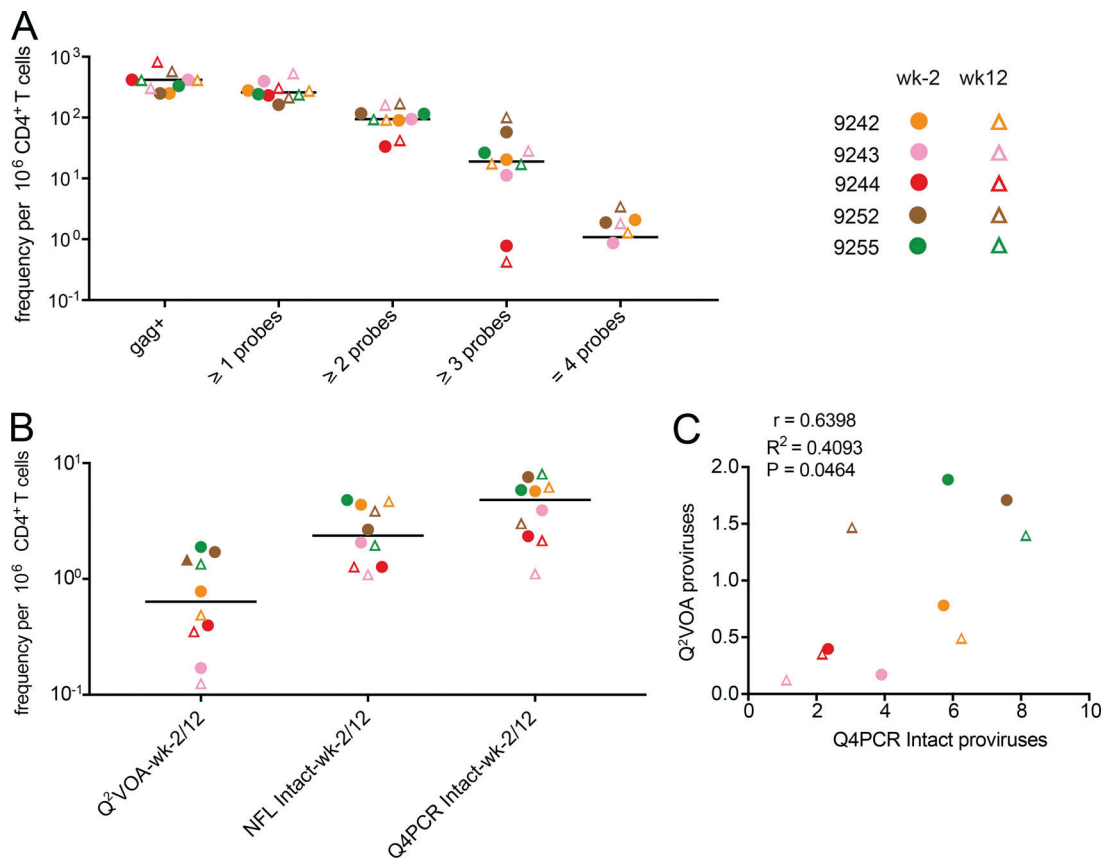 A
frequency per 10⁶ CD4⁺ T cells
10³
10²
10¹
10⁰
10⁻¹
gag+
≥ 1 probes
≥ 2 probes
≥ 3 probes
= 4 probes
wk-2 wk12
9242
9243
9244
9252
9255
B
frequency per 10⁶ CD4⁺ T cells
10¹
10⁰
10⁻¹
Q²VOA-wk-2/12
NFL Intact-wk-2/12
Q4PCR Intact-wk-2/12
C
r = 0.6398
R² = 0.4093
P = 0.0464
Q²VOA proviruses
2.0
1.5
1.0
0.5
0.0
0 2 4 6 8 10
Q4PCR Intact proviruses